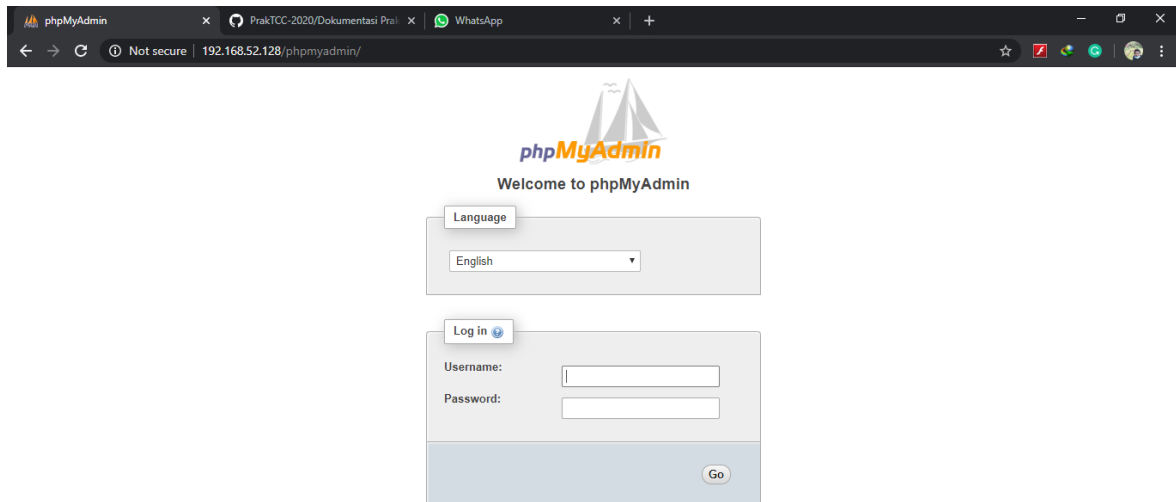 phpMyAdmin
PrakTCC-2020/Dokumentasi Prak
WhatsApp
Not secure
192.168.52.128/phpmyadmin/
phpMyAdmin
Welcome to phpMyAdmin
Language
English
Log in
Username:
Password:
Go